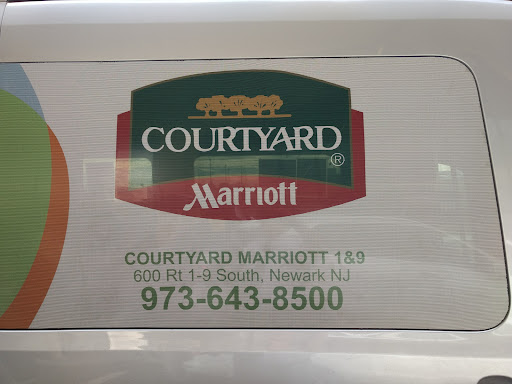 COURTYARD
®
Marriott
COURTYARD MARRIOTT 1&9
600 Rt 1-9 South, Newark NJ
973-643-8500